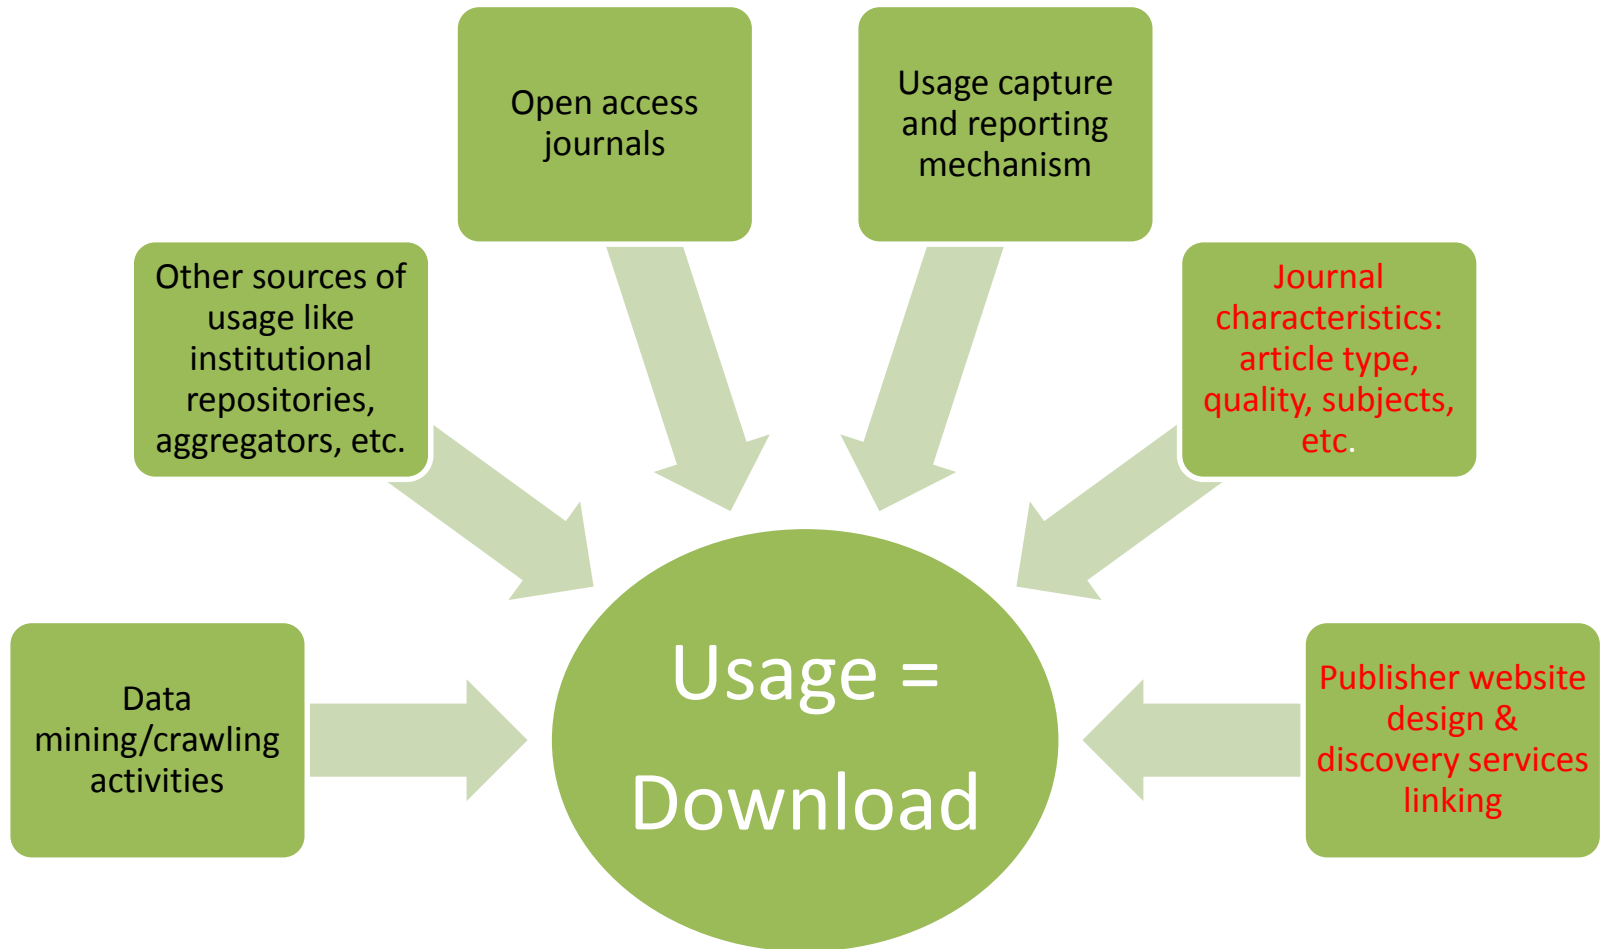 Open access
journals
Usage capture
and reporting
mechanism
Other sources of
usage like
institutional
repositories,
aggregators, etc.
Journal
characteristics:
article type,
quality, subjects,
etc.
Data
mining/crawling
activities
Usage =
Download
Publisher website
design &
discovery services
linking